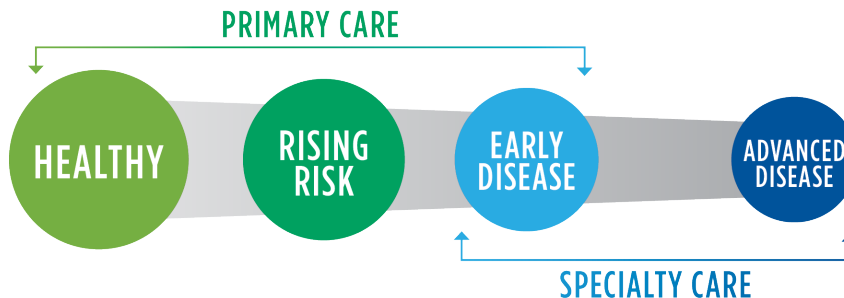 PRIMARY CARE
HEALTHY
RISING
RISK
EARLY
DISEASE
ADVANCED
DISEASE
SPECIALTY CARE